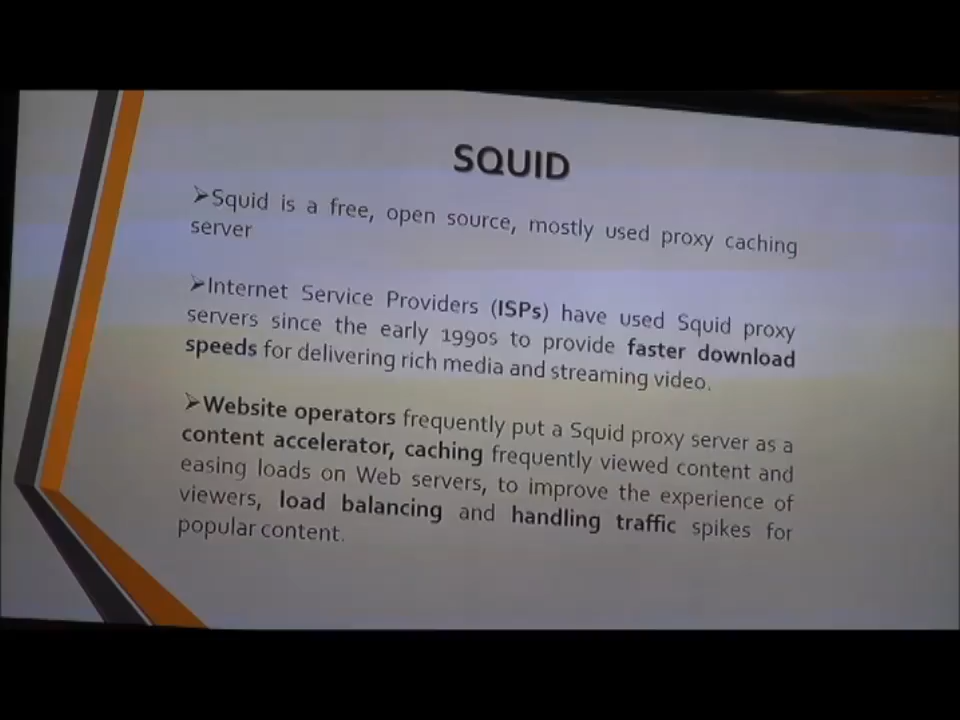 SQUID
➢Squid is a free, open source, mostly used proxy caching
server
➢Internet Service Providers (ISPs) have used Squid proxy
servers since the early 1990s to provide faster download
speeds for delivering rich media and streaming video.
➢Website operators frequently put a Squid proxy server as a
content accelerator, caching frequently viewed content and
easing loads on Web servers, to improve the experience of
viewers, load balancing and handling traffic spikes for
popular content.